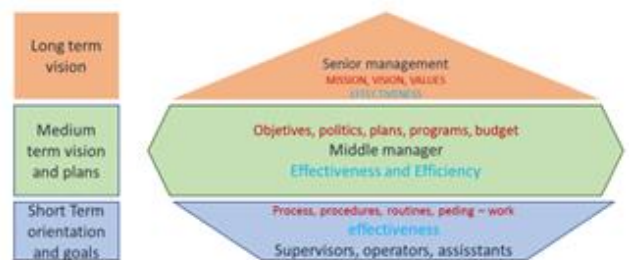 Long term
vision
Senior management
MISSION, VISION, VALUES
EFFECTIVENESS
Medium
term vision
and plans
Objetives, politics, plans, programs, budget
Middle manager
Effectiveness and Efficiency
Short Term
orientation
and goals
Process, procedures, routines, peding – work
effectiveness
Supervisors, operators, assisstants